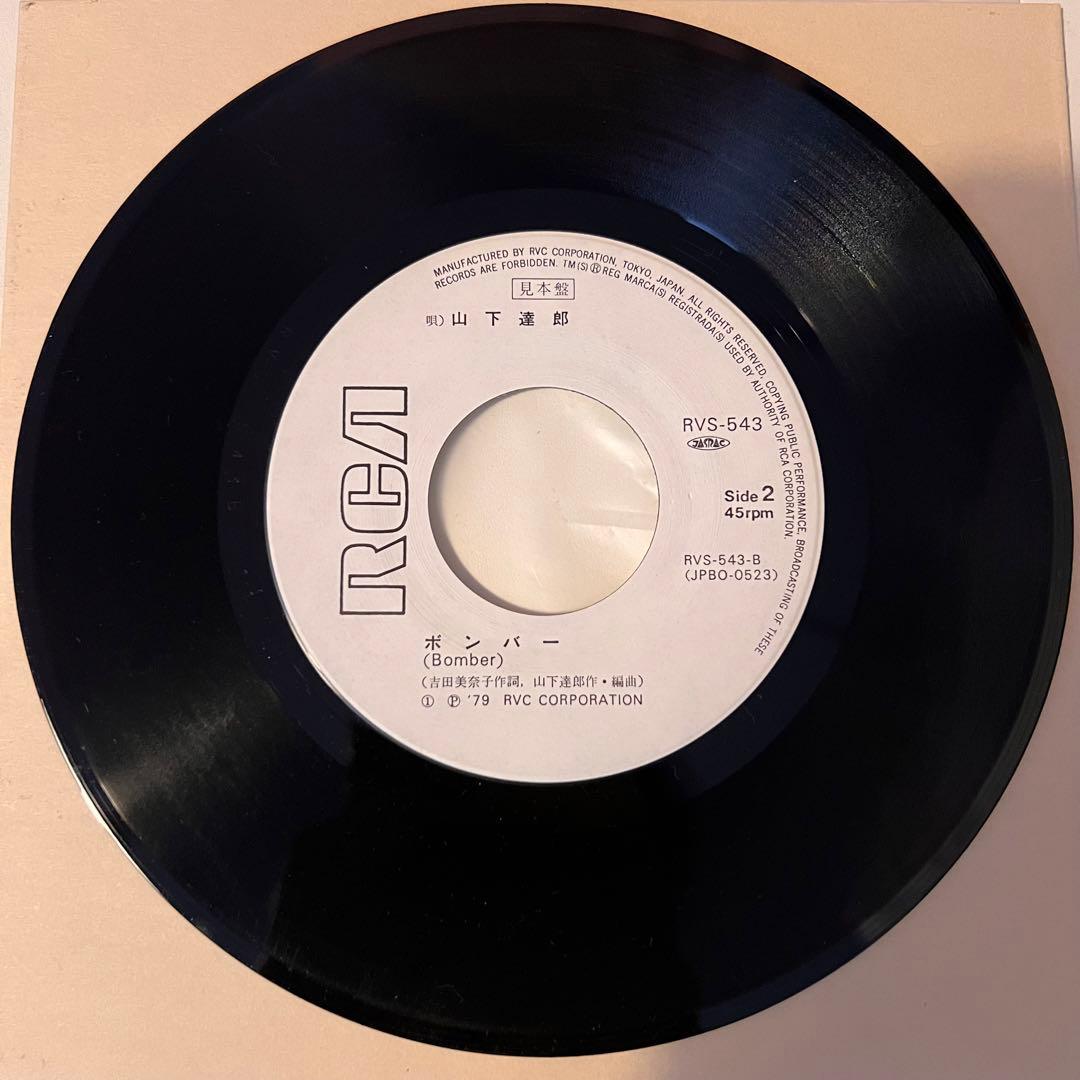 MANUFACTURED BY RVC CORPORATION, TOKYO, JAPAN. ALL RIGHTS RESERVED, COPYING PUBLIC PERFORMANCE, BROADCASTING OF THESE
RECORDS ARE FORBIDDEN. TM(S) Ⓡ REG MARCA(S) REGISTRADA(S) USED BY AUTHORITY OF RCA CORPORATION.
見本盤
唄) 山下達郎
RCA
RVS-543
JASRAC
Side 2
45rpm
RVS-543-B
(JPBO-0523)
ボンバー
(Bomber)
(吉田美奈子作詞, 山下達郎作・編曲)
① Ⓟ '79 RVC CORPORATION